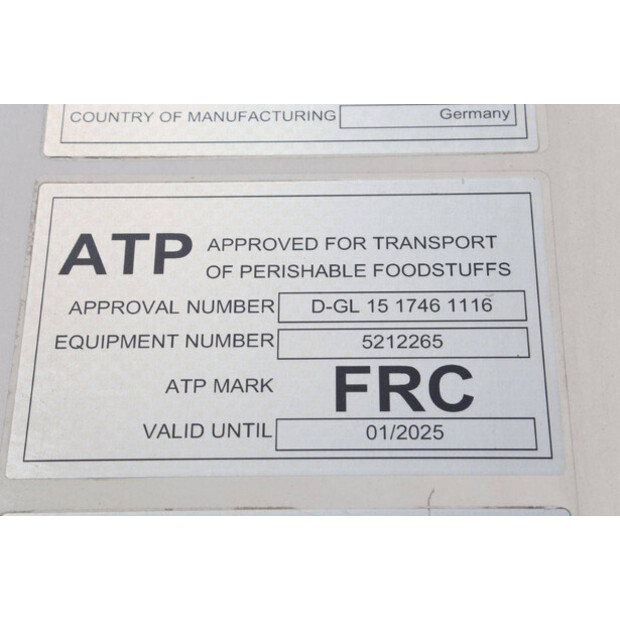 COUNTRY OF MANUFACTURING Germany
ATP APPROVED FOR TRANSPORT
OF PERISHABLE FOODSTUFFS
APPROVAL NUMBER D-GL 15 1746 1116
EQUIPMENT NUMBER 5212265
ATP MARK FRC
VALID UNTIL 01/2025